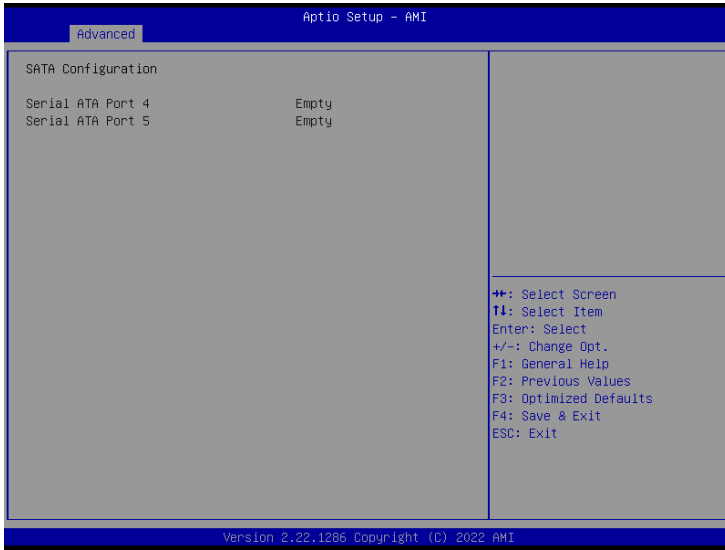 Aptio Setup – AMI
Advanced
SATA Configuration
Serial ATA Port 4 Empty
Serial ATA Port 5 Empty
→←: Select Screen
↑↓: Select Item
Enter: Select
+/-: Change Opt.
F1: General Help
F2: Previous Values
F3: Optimized Defaults
F4: Save & Exit
ESC: Exit
Version 2.22.1286 Copyright (C) 2022 AMI